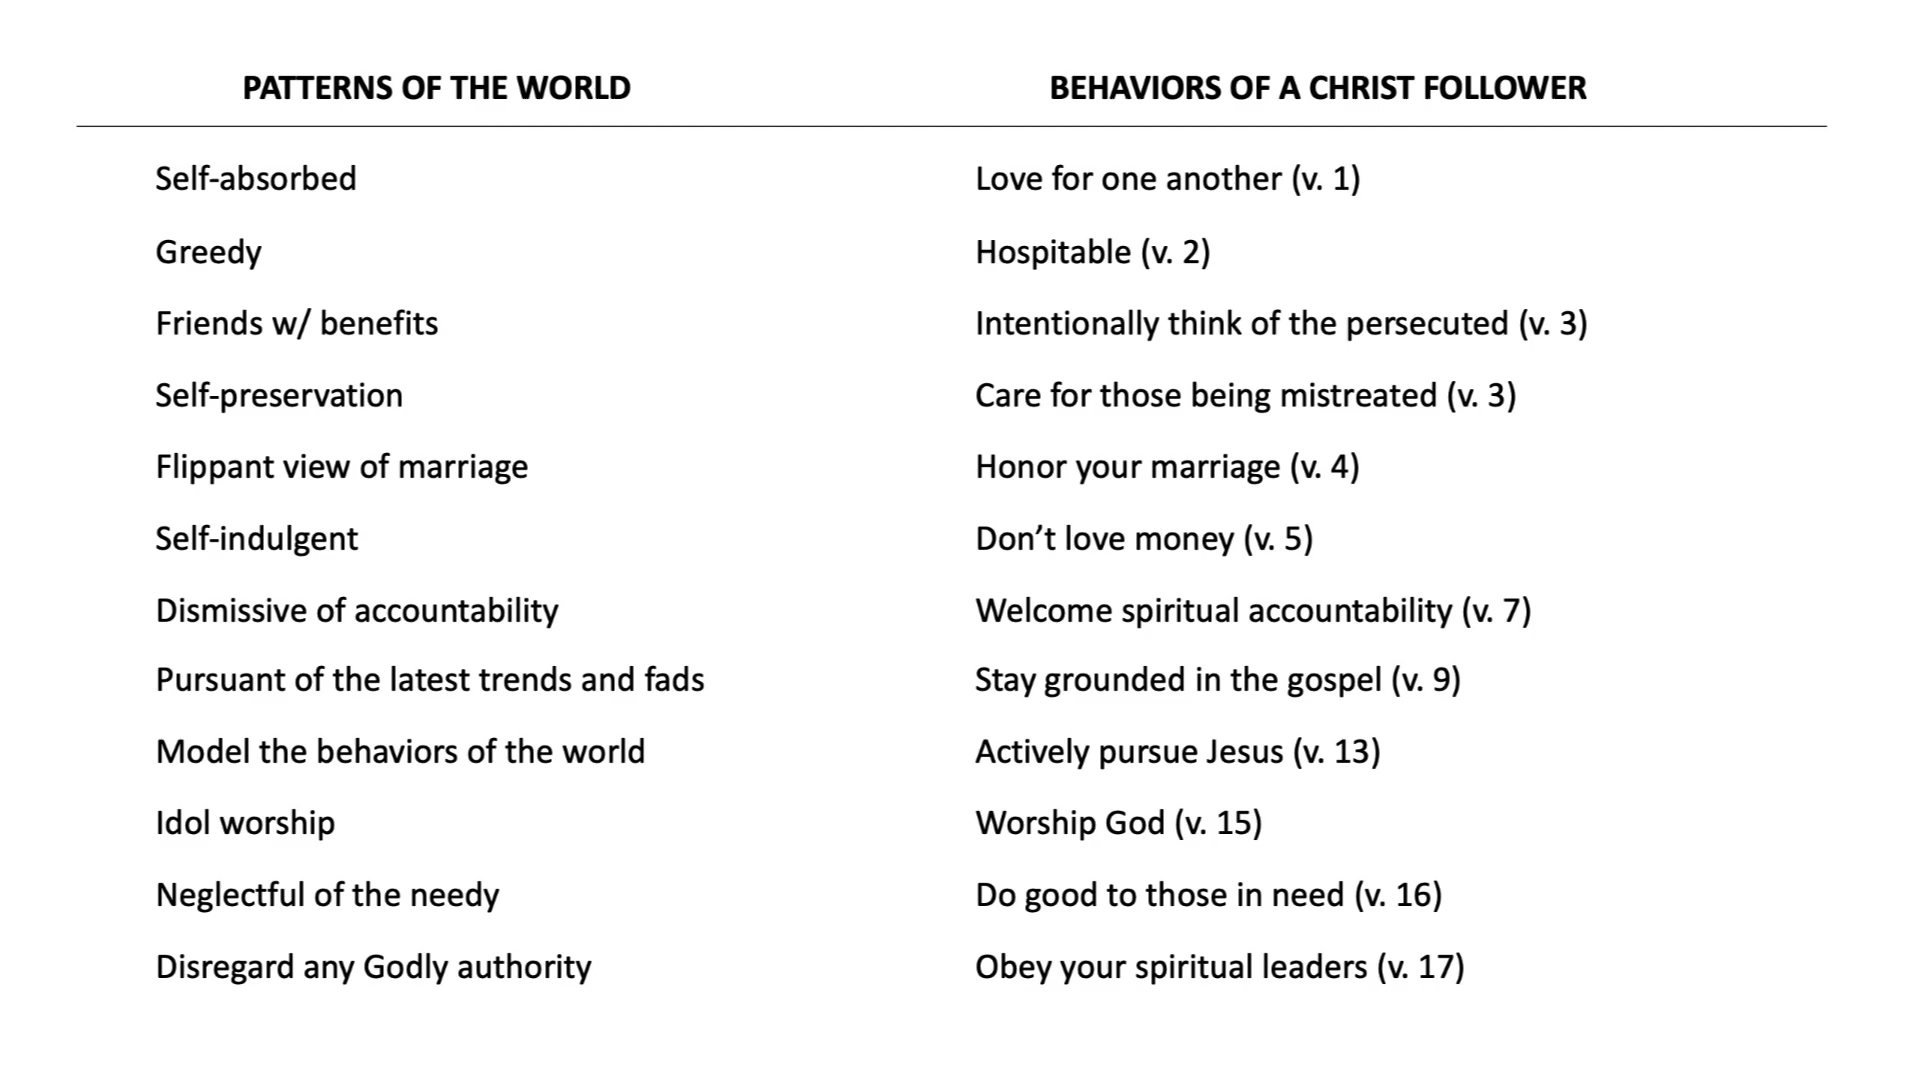 PATTERNS OF THE WORLD BEHAVIORS OF A CHRIST FOLLOWER
Self-absorbed Love for one another (v. 1)
Greedy Hospitable (v. 2)
Friends w/ benefits Intentionally think of the persecuted (v. 3)
Self-preservation Care for those being mistreated (v. 3)
Flippant view of marriage Honor your marriage (v. 4)
Self-indulgent Don’t love money (v. 5)
Dismissive of accountability Welcome spiritual accountability (v. 7)
Pursuant of the latest trends and fads Stay grounded in the gospel (v. 9)
Model the behaviors of the world Actively pursue Jesus (v. 13)
Idol worship Worship God (v. 15)
Neglectful of the needy Do good to those in need (v. 16)
Disregard any Godly authority Obey your spiritual leaders (v. 17)